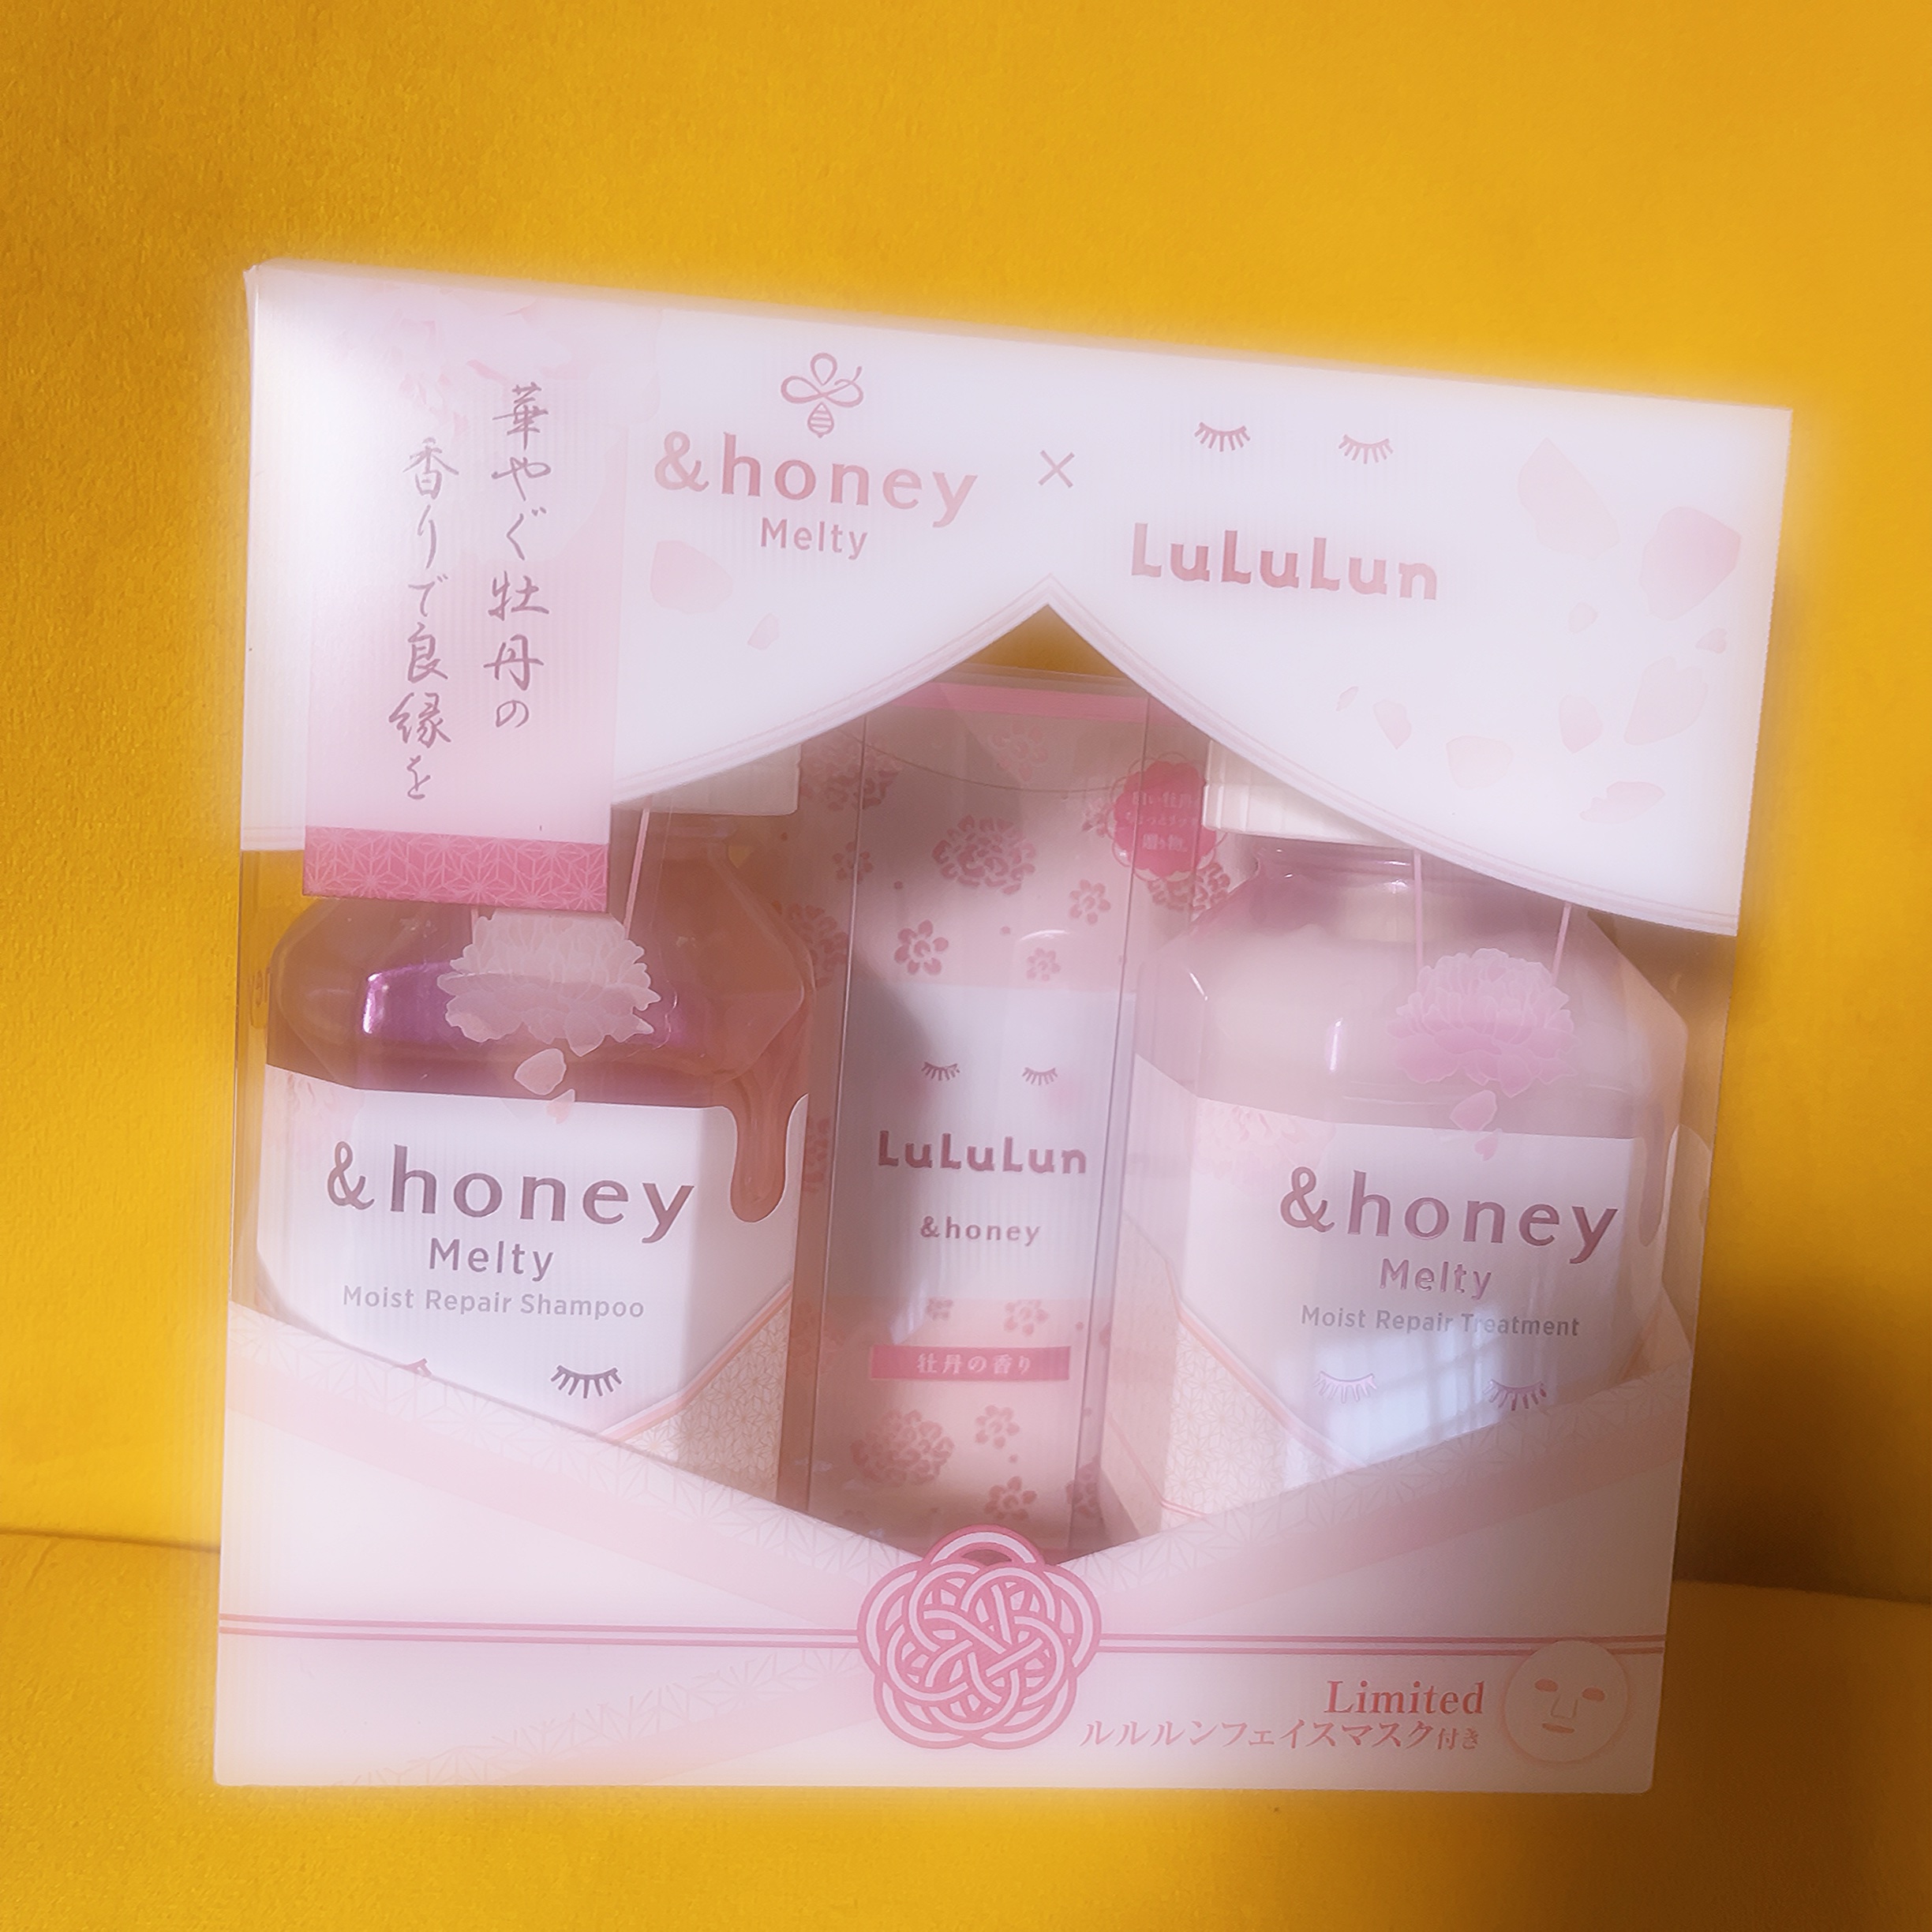 華やぐ牡丹の
香りで良縁を
&honey
Melty
×
LuLuLun
&honey
Melty
Moist Repair Shampoo
LuLuLun
&honey
牡丹の香り
&honey
Melty
Moist Repair Treatment
Limited
ルルルンフェイスマスク付き